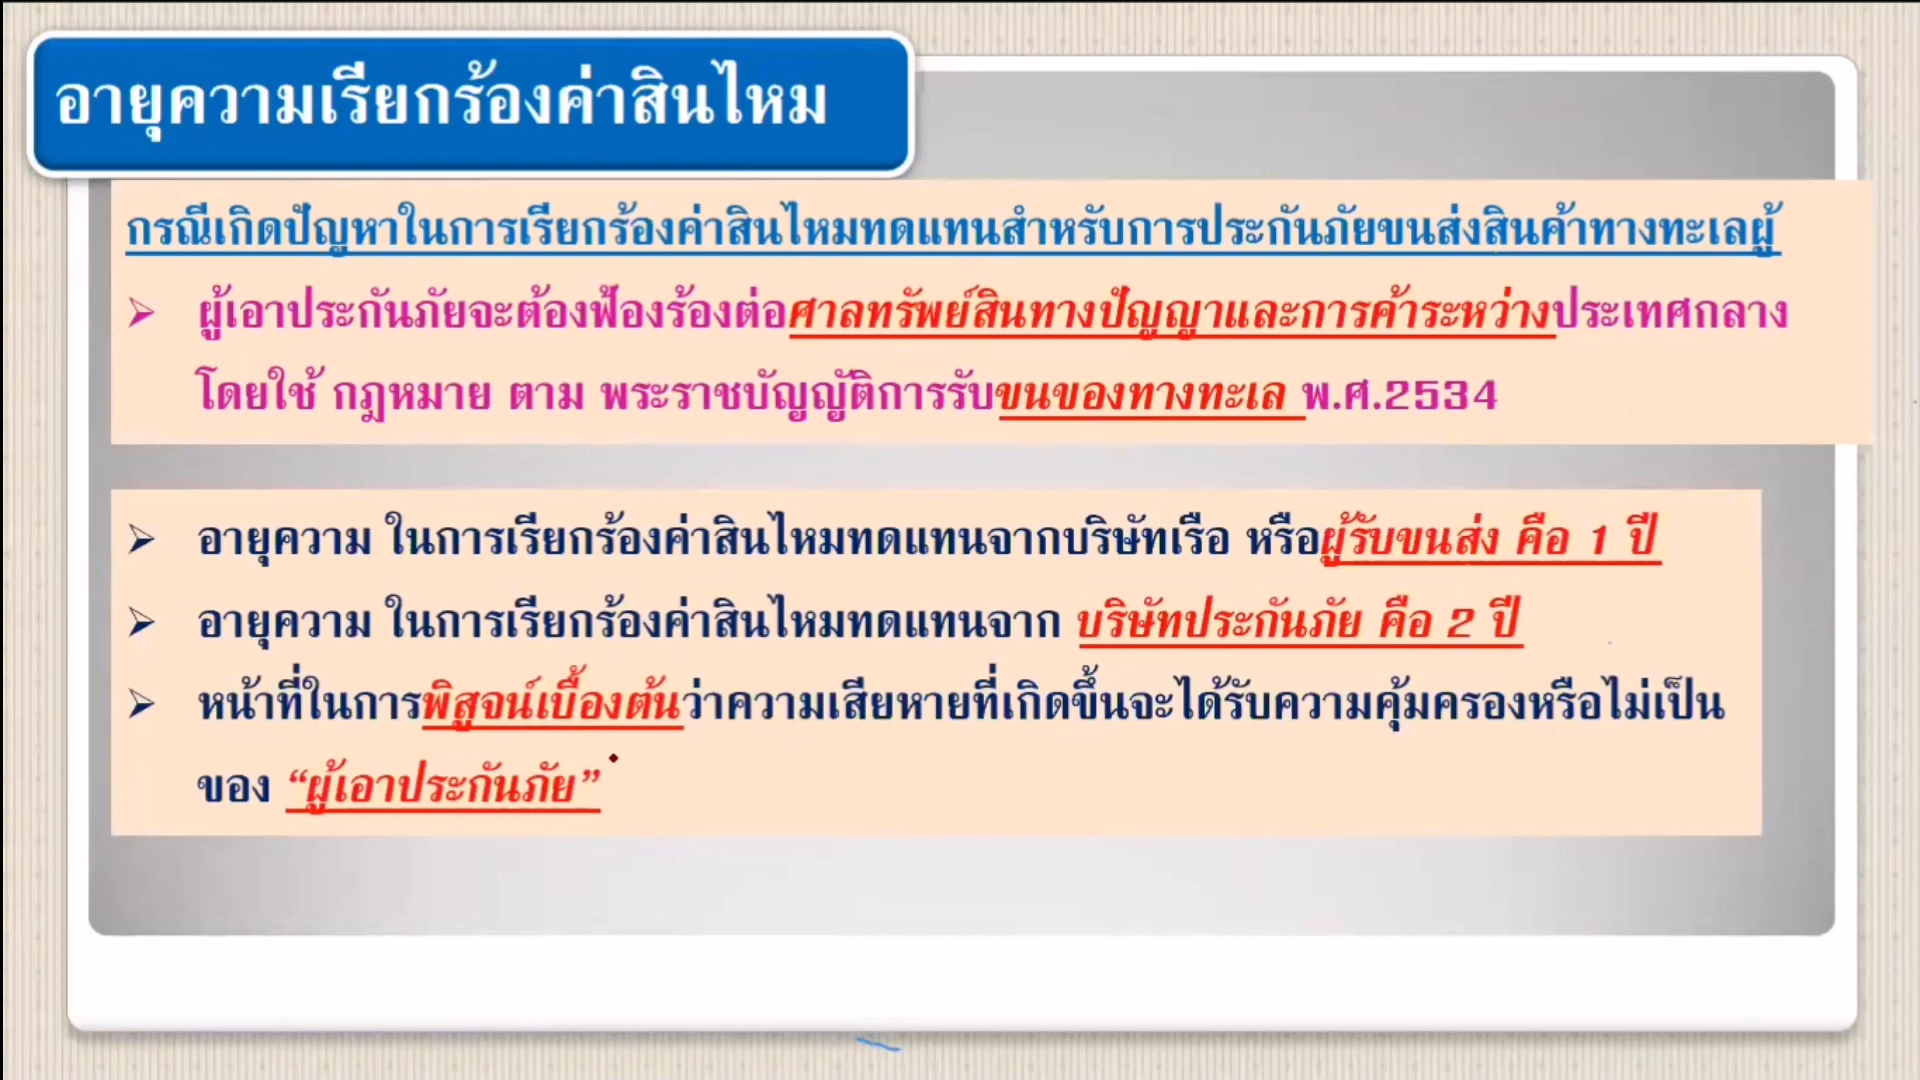 อายุความเรียกร้องค่าสินไหม
กรณีเกิดปัญหาในการเรียกร้องค่าสินไหมทดแทนสำหรับการประกันภัยขนส่งสินค้าทางทะเลผู้
➢ ผู้เอาประกันภัยจะต้องฟ้องร้องต่อศาลทรัพย์สินทางปัญญาและการค้าระหว่างประเทศกลาง
โดยใช้ กฎหมาย ตาม พระราชบัญญัติการรับขนของทางทะเล พ.ศ.2534
➢ อายุความ ในการเรียกร้องค่าสินไหมทดแทนจากบริษัทเรือ หรือผู้รับขนส่ง คือ 1 ปี
➢ อายุความ ในการเรียกร้องค่าสินไหมทดแทนจาก บริษัทประกันภัย คือ 2 ปี
➢ หน้าที่ในการพิสูจน์เบื้องต้นว่าความเสียหายที่เกิดขึ้นจะได้รับความคุ้มครองหรือไม่เป็น
ของ “ผู้เอาประกันภัย”